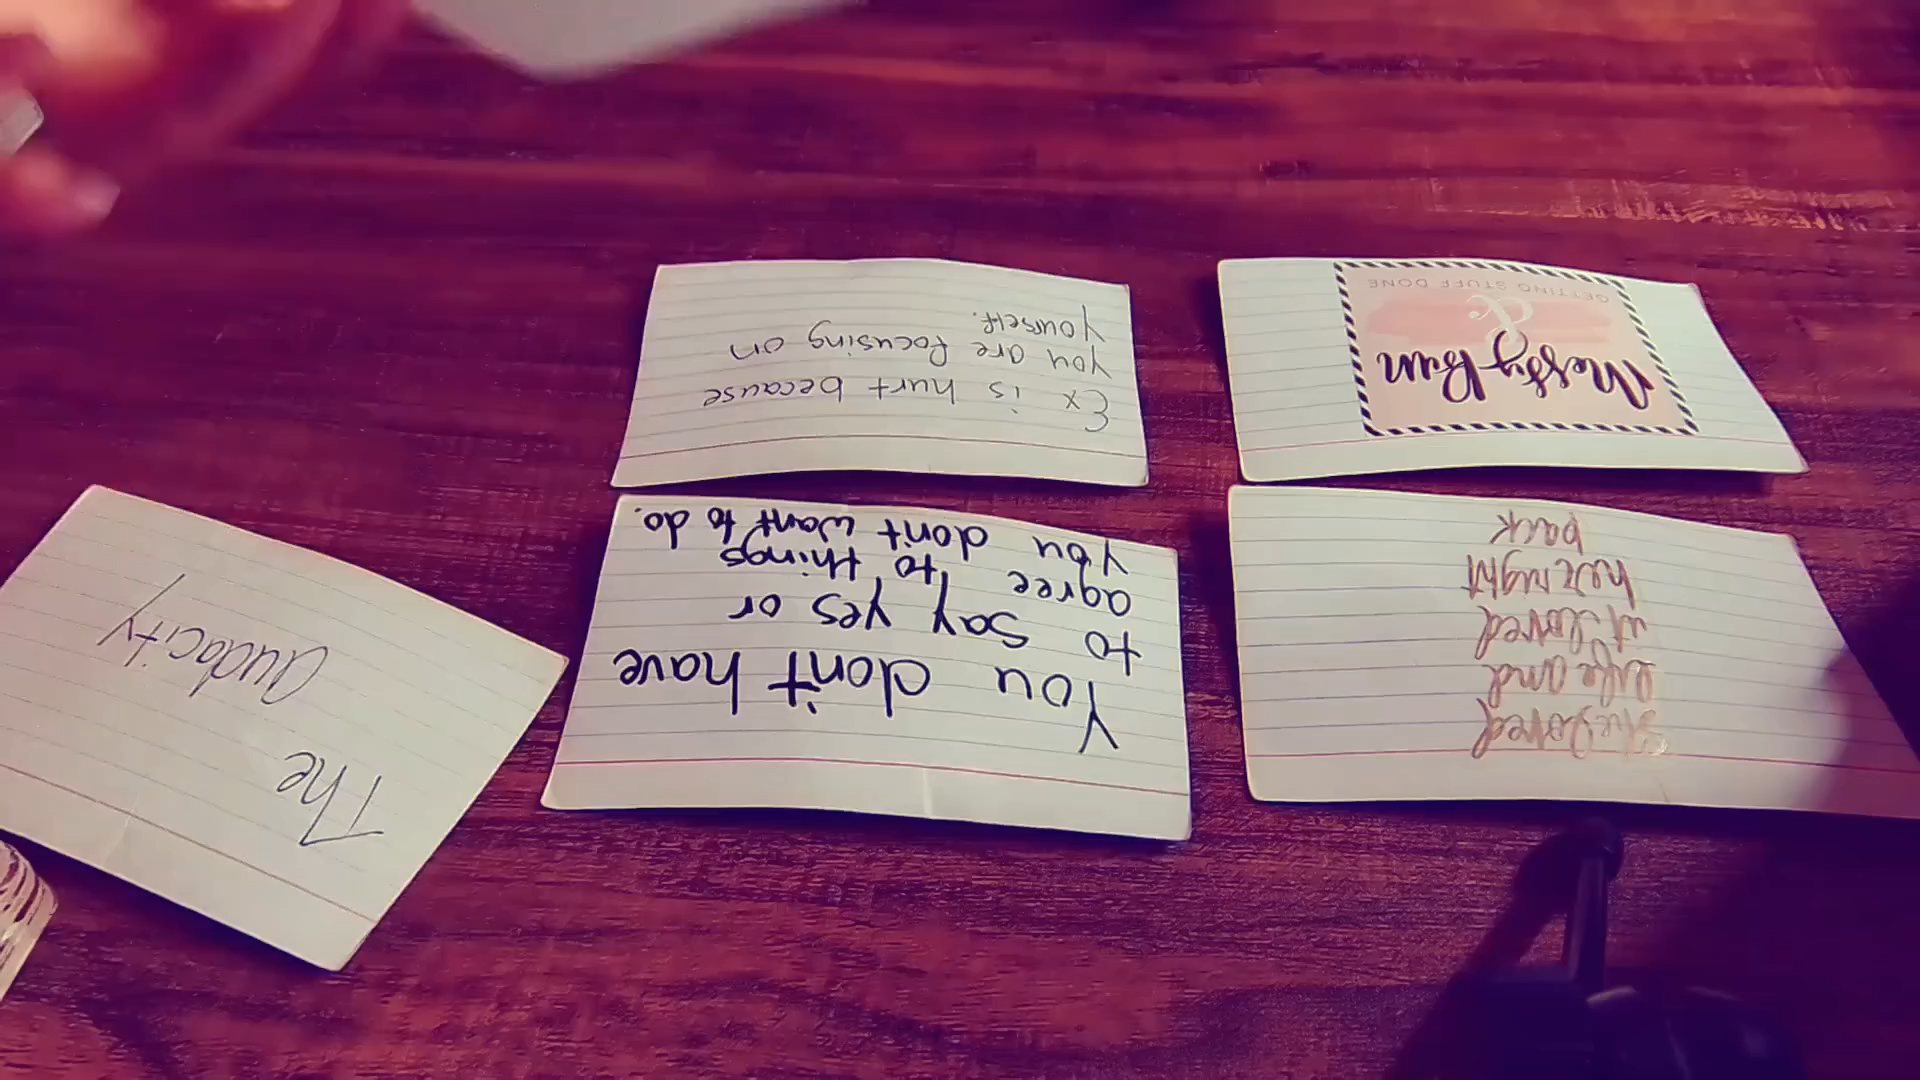 She loved
life and
it loved
her right
back
Messy Bun
&
GETTING STUFF DONE
You don't have
to say yes or
agree to things
you don't want to do.
Ex is hurt because
you are focusing on
yourself.
The
audacity